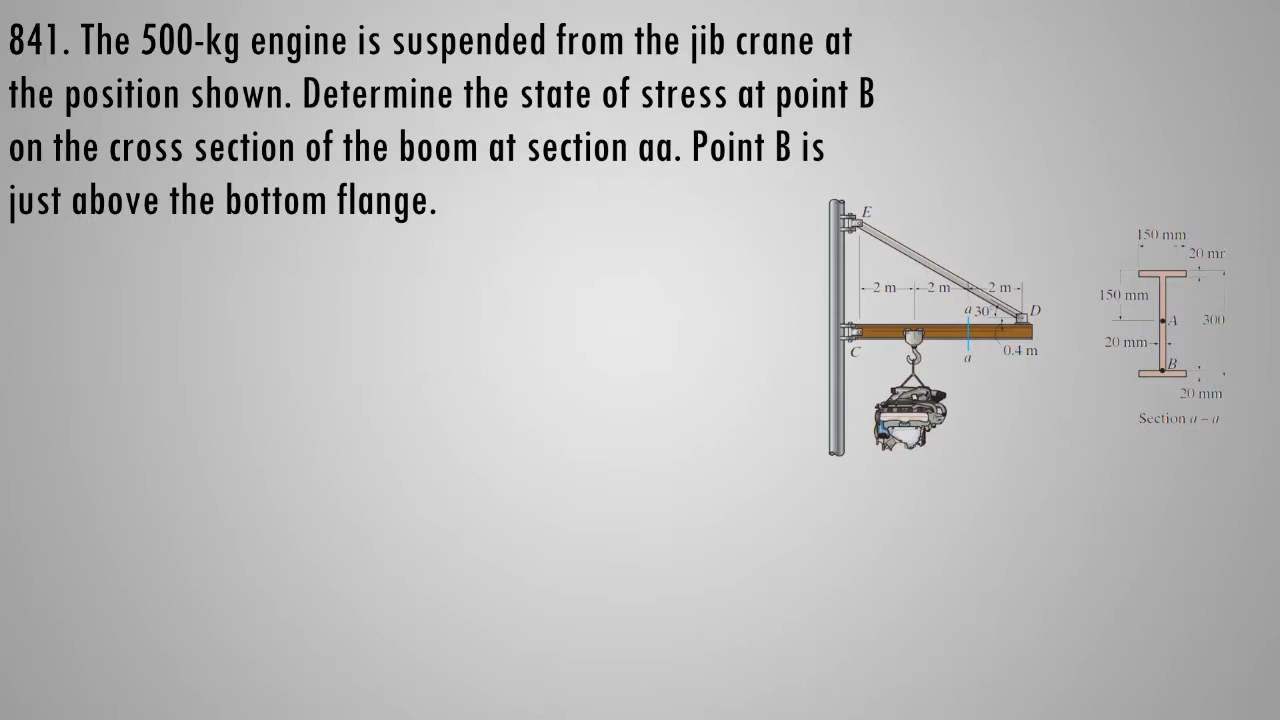 841. The 500-kg engine is suspended from the jib crane at
the position shown. Determine the state of stress at point B
on the cross section of the boom at section aa. Point B is
just above the bottom flange.
E
2 m
2 m
2 m
a
30°
D
C
a
0.4 m
150 mm
20 mr
150 mm
A
300
20 mm
B
20 mm
Section a – a